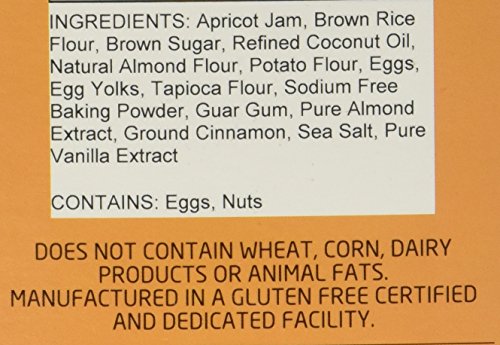 INGREDIENTS: Apricot Jam, Brown Rice
Flour, Brown Sugar, Refined Coconut Oil,
Natural Almond Flour, Potato Flour, Eggs,
Egg Yolks, Tapioca Flour, Sodium Free
Baking Powder, Guar Gum, Pure Almond
Extract, Ground Cinnamon, Sea Salt, Pure
Vanilla Extract
CONTAINS: Eggs, Nuts
DOES NOT CONTAIN WHEAT, CORN, DAIRY
PRODUCTS OR ANIMAL FATS.
MANUFACTURED IN A GLUTEN FREE CERTIFIED
AND DEDICATED FACILITY.